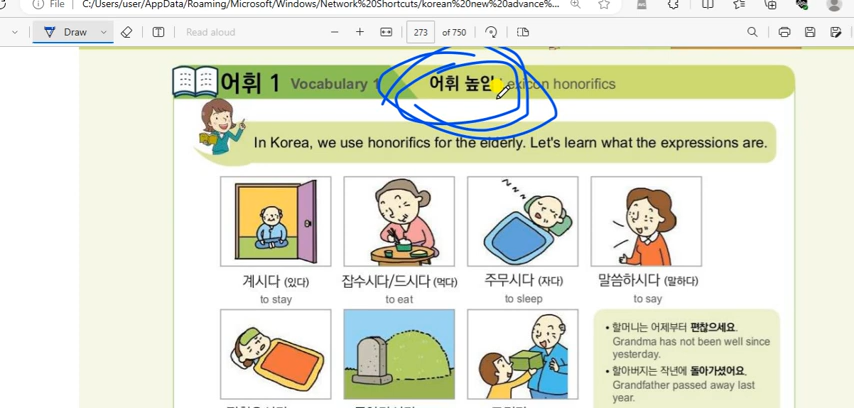 File
C:/Users/user/AppData/Roaming/Microsoft/Windows/Network%20Shortcuts/korean%20new%20advance%...
Draw
Read aloud
273
of 750
어휘 1 Vocabulary 1
어휘 높임 Lexicon honorifics
In Korea, we use honorifics for the elderly. Let's learn what the expressions are.
계시다 (있다)
to stay
잡수시다/드시다 (먹다)
to eat
주무시다 (자다)
to sleep
말씀하시다 (말하다)
to say
• 할머니는 어제부터 편찮으세요.
Grandma has not been well since
yesterday.
• 할아버지는 작년에 돌아가셨어요.
Grandfather passed away last
year.